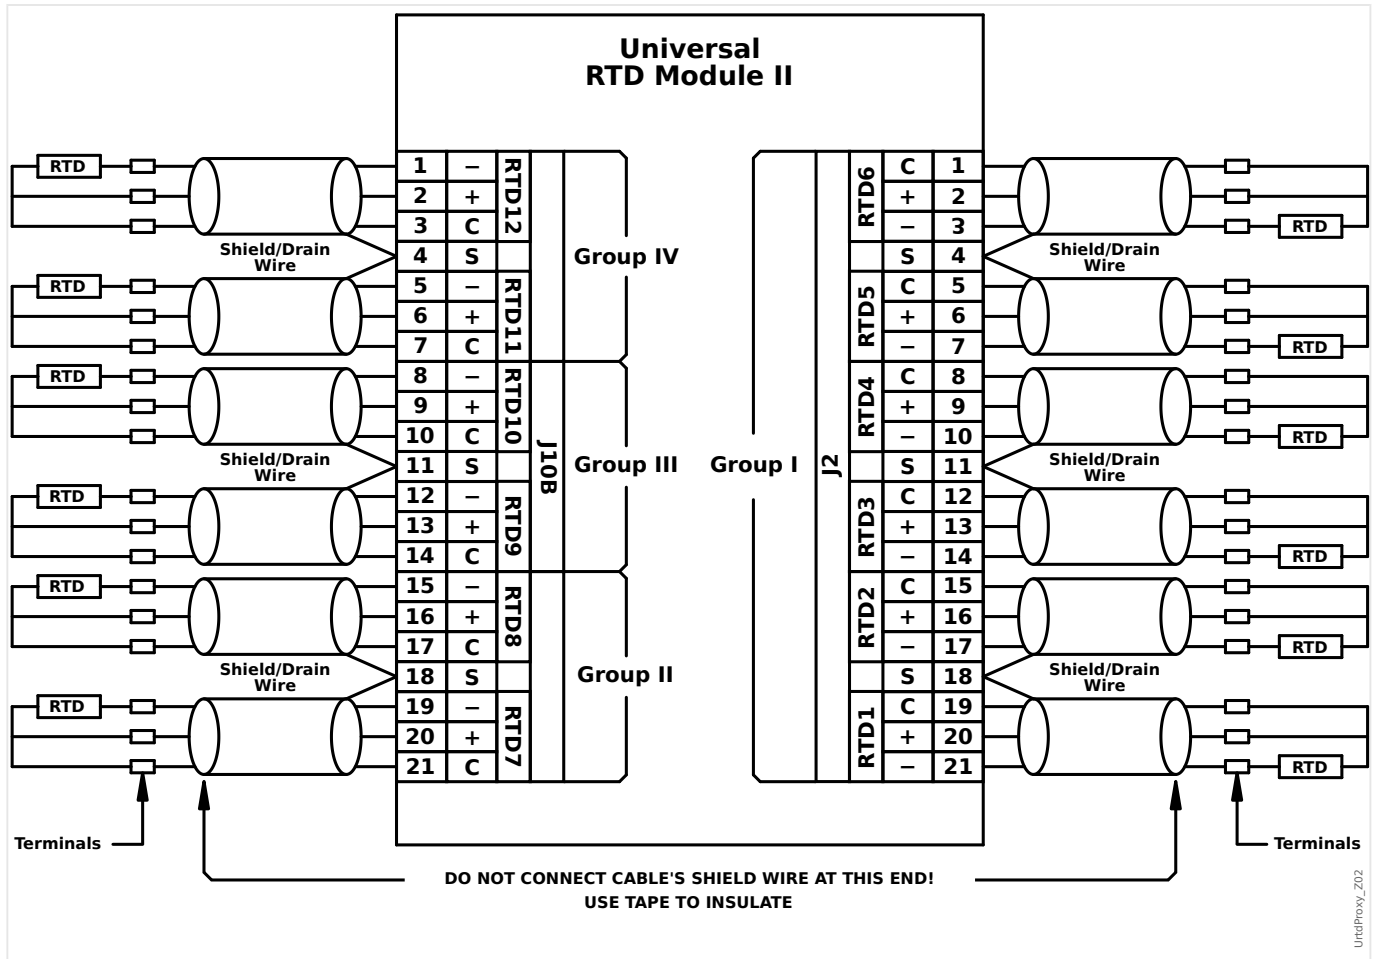 Universal
RTD Module II
RTD 1 − RTD12 RTD6 C 1
2 + + 2
3 C − 3 RTD
Shield/Drain
Wire
4 S Group IV S 4
Shield/Drain
Wire
RTD 5 − RTD11 RTD5 C 5
6 + + 6
7 C − 7 RTD
RTD 8 − RTD10 RTD4 C 8
9 + + 9
10 C − 10 RTD
Shield/Drain
Wire
11 S J10B Group III Group I J2 S 11
Shield/Drain
Wire
RTD 12 − RTD9 RTD3 C 12
13 + + 13
14 C − 14 RTD
RTD 15 − RTD8 RTD2 C 15
16 + + 16
17 C − 17 RTD
Shield/Drain
Wire
18 S Group II S 18
Shield/Drain
Wire
RTD 19 − RTD7 RTD1 C 19
20 + + 20
21 C − 21 RTD
Terminals
Terminals
DO NOT CONNECT CABLE'S SHIELD WIRE AT THIS END!
USE TAPE TO INSULATE
UrtdProxy_Z02